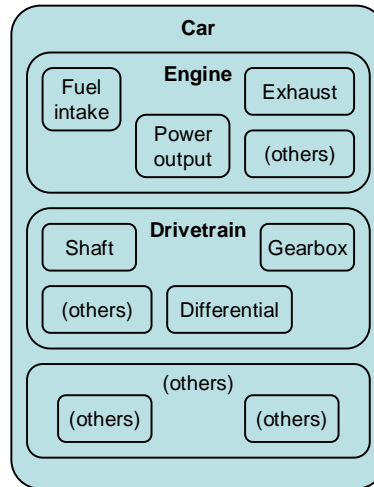 Car
Engine
Fuel
intake
Exhaust
Power
output
(others)
Drivetrain
Shaft
Gearbox
(others)
Differential
(others)
(others)
(others)